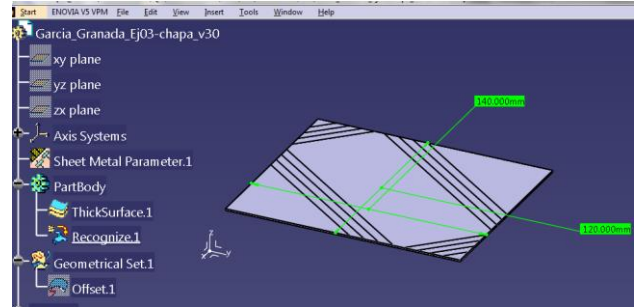 Start ENOVIA V5 VPM File Edit View Insert Tools Window Help
Garcia_Granada_Ej03-chapa_v30
xy plane
yz plane
zx plane
Axis Systems
Sheet Metal Parameter.1
PartBody
ThickSurface.1
Recognize.1
Geometrical Set.1
Offset.1
140.000mm
120.000mm